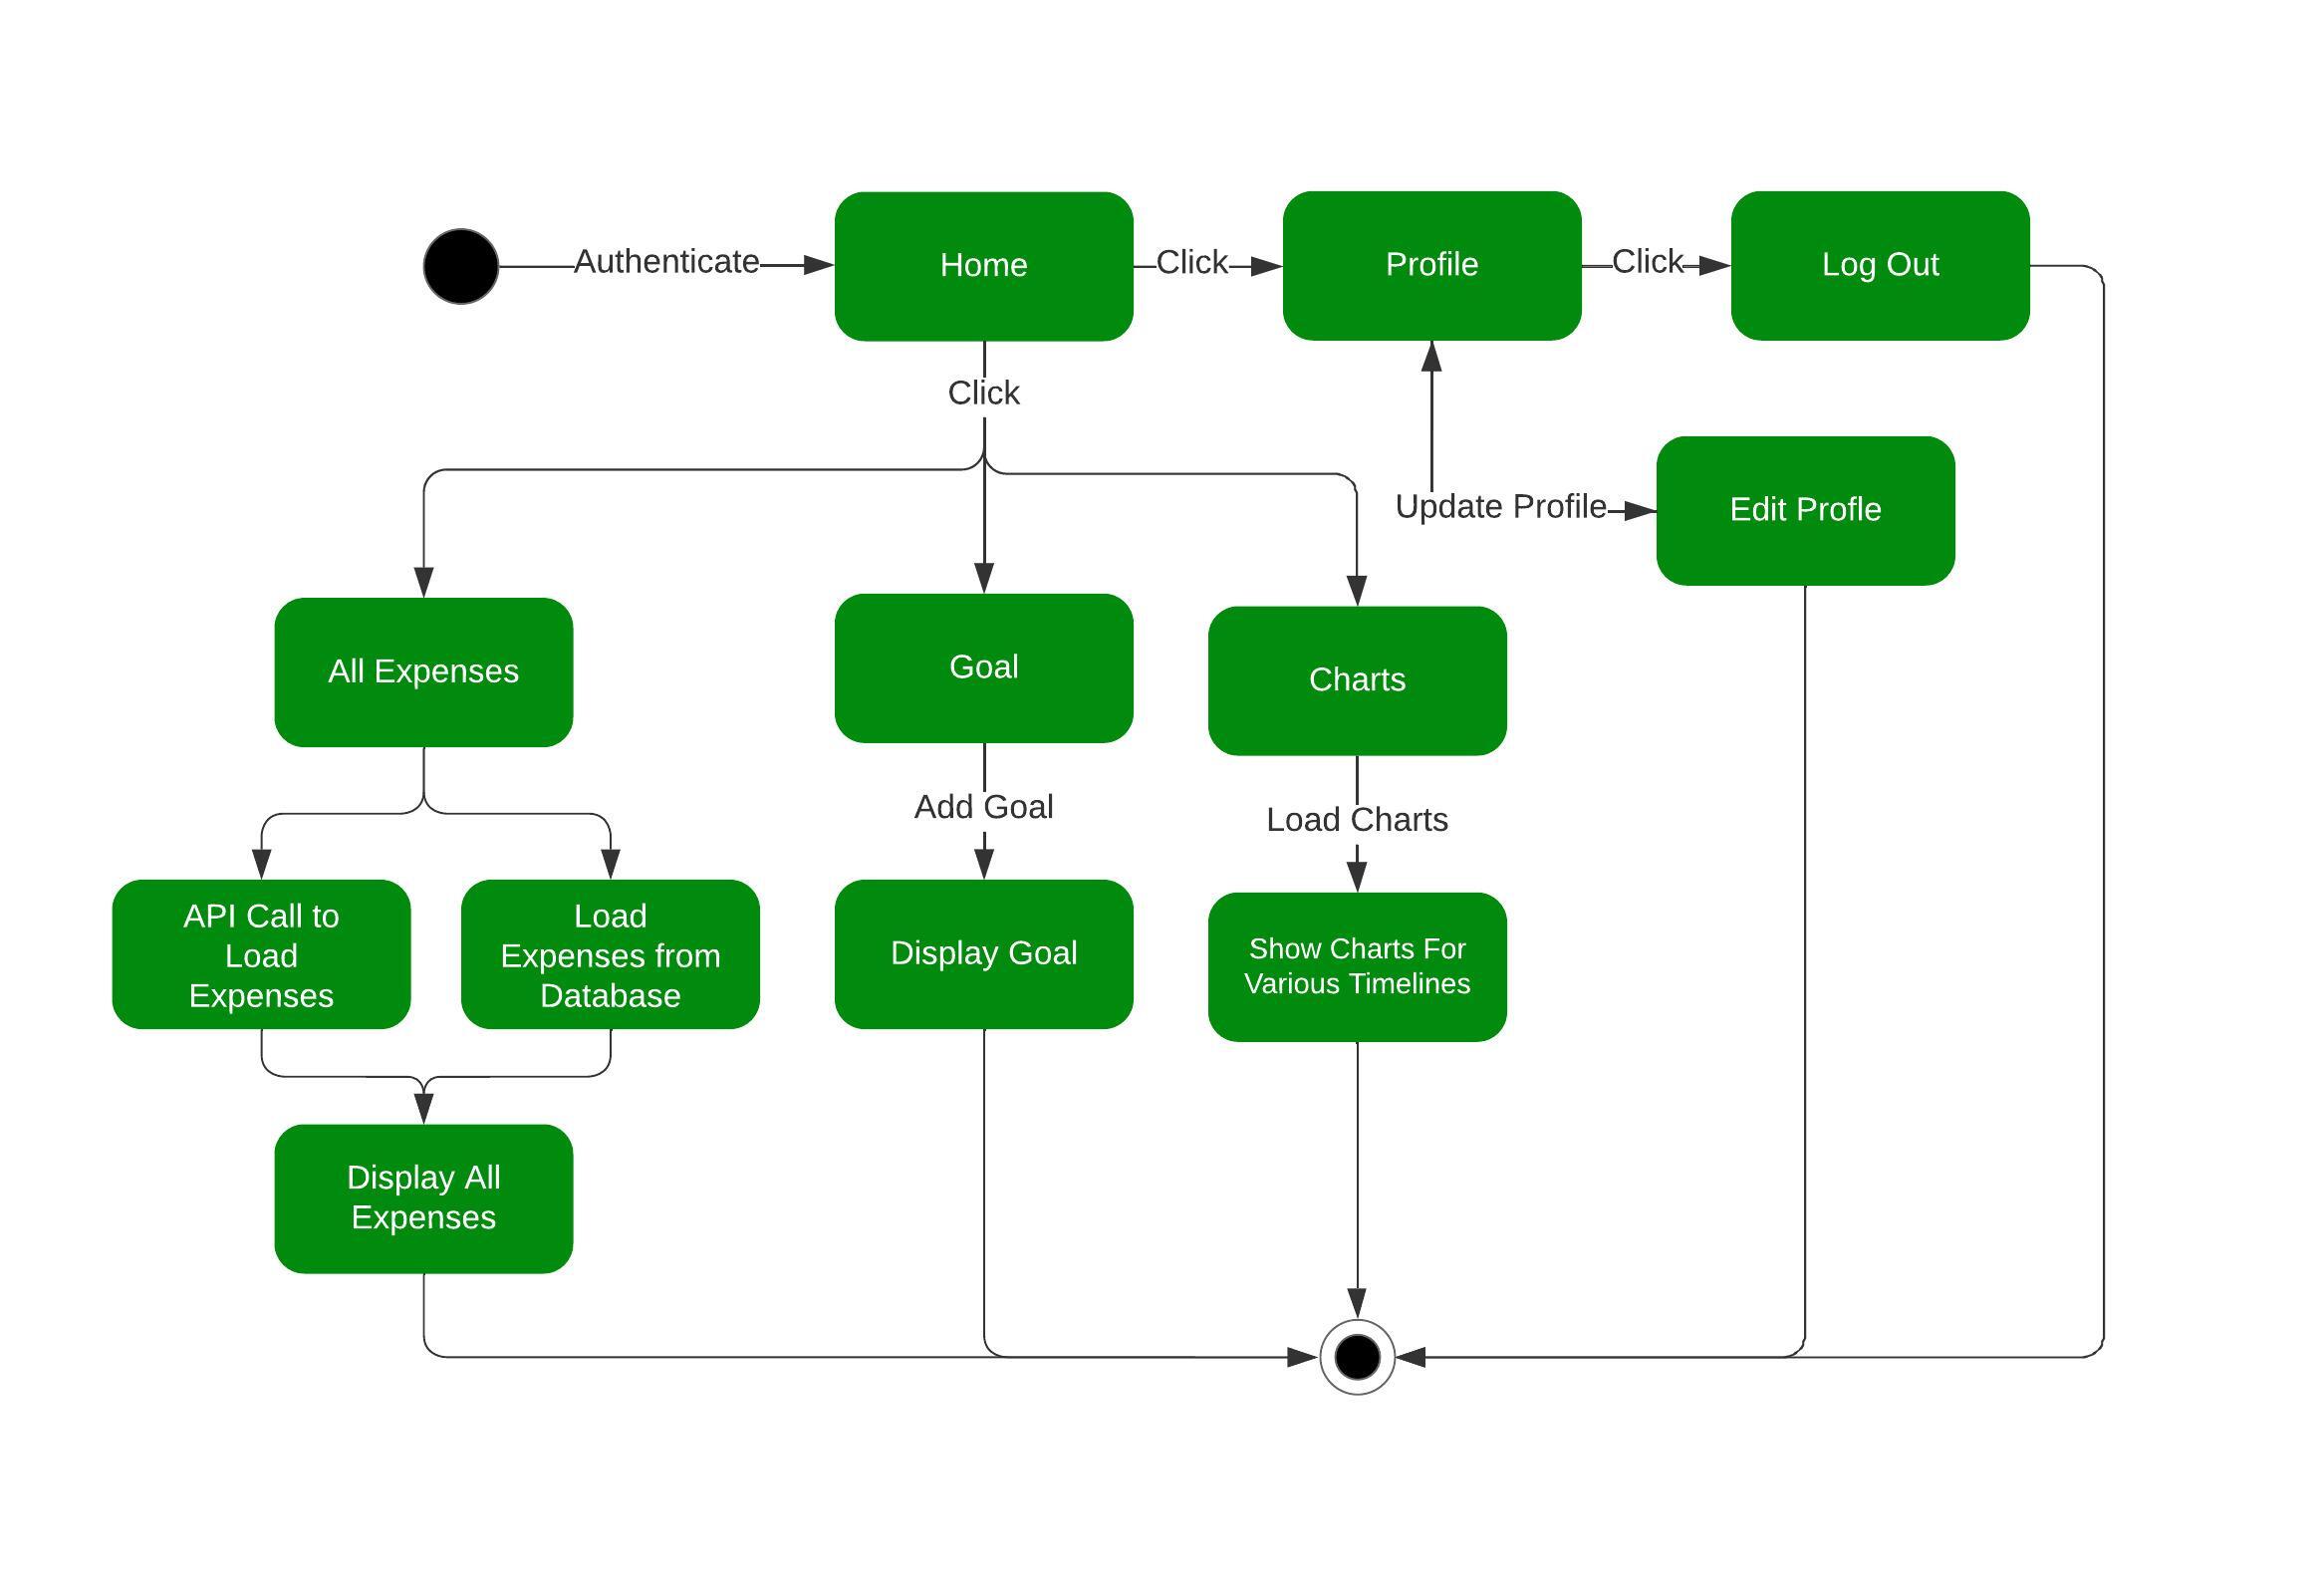 Authenticate
Home
Click
Profile
Click
Log Out
Click
Update Profile
Edit Profle
All Expenses
Goal
Charts
Add Goal
Load Charts
API Call to
Load
Expenses
Load
Expenses from
Database
Display Goal
Show Charts For
Various Timelines
Display All
Expenses